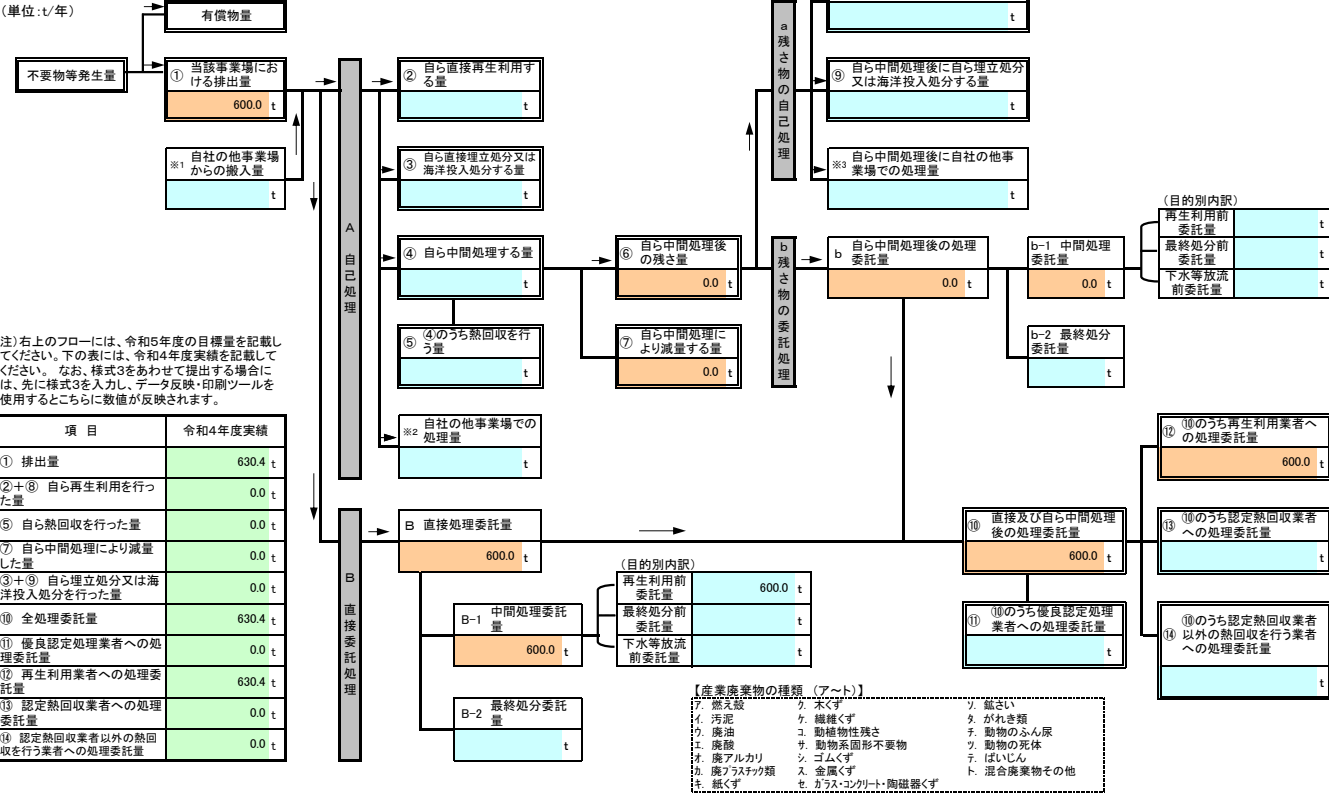 (単位:t/年)
有償物量
不要物等発生量
① 当該事業場にお
ける排出量
600.0 t
※1 自社の他事業場
からの搬入量
t
A
自己処理
② 自ら直接再生利用す
る量
t
③ 自ら直接埋立処分又は
海洋投入処分する量
t
④ 自ら中間処理する量
t
⑤ ④のうち熱回収を行
う量
t
※2 自社の他事業場での
処理量
t
⑥ 自ら中間処理後
の残さ量
0.0 t
⑦ 自ら中間処理に
より減量する量
0.0 t
a
残さ物の自己処理
t
⑨ 自ら中間処理後に自ら埋立処分
又は海洋投入処分する量
t
※3 自ら中間処理後に自社の他事
業場での処理量
t
b
残さ物の委託処理
b 自ら中間処理後の処理
委託量
0.0 t
b-1 中間処理
委託量
0.0 t
(目的別内訳)
再生利用前
委託量 t
最終処分前
委託量 t
下水等放流
前委託量 t
b-2 最終処分
委託量
t
注)右上のフローには、令和5年度の目標量を記載し
てください。下の表には、令和4年度実績を記載して
ください。 なお、様式3をあわせて提出する場合に
は、先に様式3を入力し、データ反映・印刷ツールを
使用するとこちらに数値が反映されます。
項 目 令和4年度実績
① 排出量 630.4 t
②+⑧ 自ら再生利用を行っ
た量 0.0 t
⑤ 自ら熱回収を行った量 0.0 t
⑦ 自ら中間処理により減量
した量 0.0 t
③+⑨ 自ら埋立処分又は海
洋投入処分を行った量 0.0 t
⑩ 全処理委託量 630.4 t
⑪ 優良認定処理業者への処
理委託量 0.0 t
⑫ 再生利用業者への処理委
託量 630.4 t
⑬ 認定熱回収業者への処理
委託量 0.0 t
⑭ 認定熱回収業者以外の熱回
収を行う業者への処理委託量 0.0 t
B
直接委託処理
B 直接処理委託量
600.0 t
B-1 中間処理委託
量
600.0 t
B-2 最終処分委託
量
t
(目的別内訳)
再生利用前
委託量 600.0 t
最終処分前
委託量 t
下水等放流
前委託量 t
⑩ 直接及び自ら中間処理
後の処理委託量
600.0 t
⑪ ⑩のうち優良認定処理
業者への処理委託量
t
⑫ ⑩のうち再生利用業者へ
の処理委託量
600.0 t
⑬ ⑩のうち認定熱回収業者
への処理委託量
t
⑭ ⑩のうち認定熱回収業者
以外の熱回収を行う業者
への処理委託量
t
【産業廃棄物の種類 (ア~ト)】
ア. 燃え殻 ク. 木くず ソ. 鉱さい
イ. 汚泥 ケ. 繊維くず タ. がれき類
ウ. 廃油 コ. 動植物性残さ チ. 動物のふん尿
エ. 廃酸 サ. 動物系固形不要物 ツ. 動物の死体
オ. 廃アルカリ シ. ゴムくず テ. ばいじん
カ. 廃プラスチック類 ス. 金属くず ト. 混合廃棄物その他
キ. 紙くず セ. ガラス・コンクリート・陶磁器くず